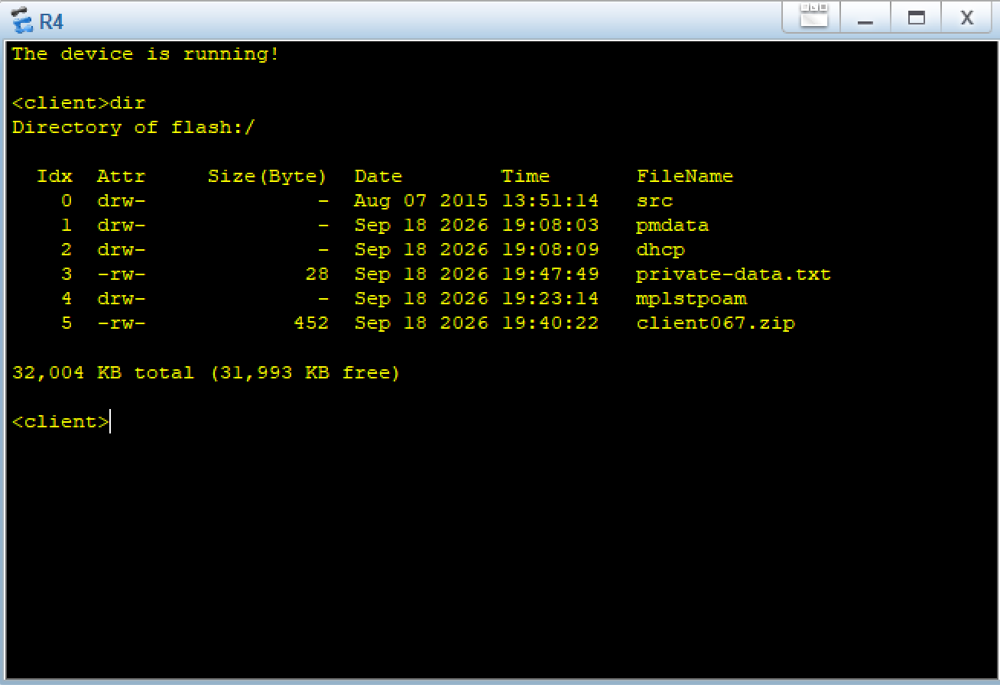 R4
The device is running!
<client>dir
Directory of flash:/
  Idx  Attr     Size(Byte)  Date        Time       FileName
    0  drw-              -  Aug 07 2015 13:51:14   src
    1  drw-              -  Sep 18 2026 19:08:03   pmdata
    2  drw-              -  Sep 18 2026 19:08:09   dhcp
    3  -rw-             28  Sep 18 2026 19:47:49   private-data.txt
    4  drw-              -  Sep 18 2026 19:23:14   mplstpoam
    5  -rw-            452  Sep 18 2026 19:40:22   client067.zip
32,004 KB total (31,993 KB free)
<client>